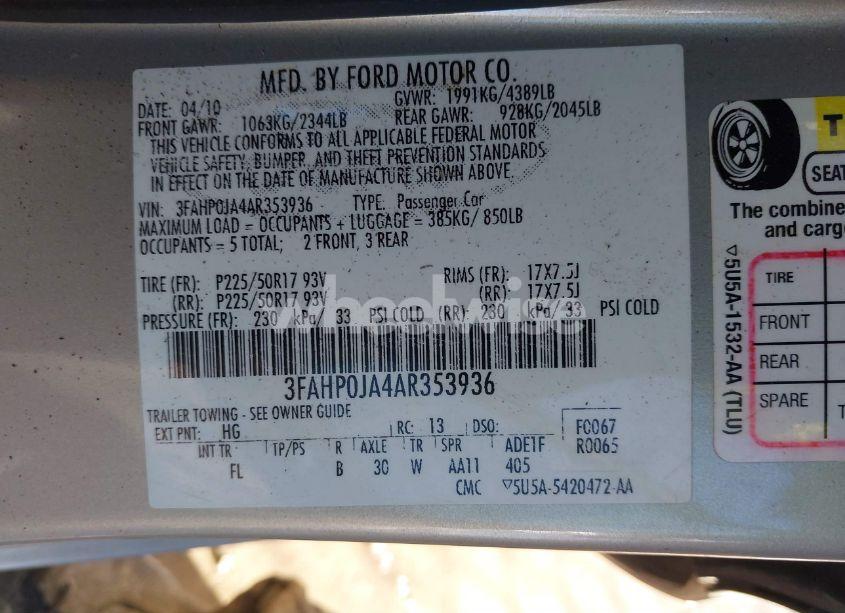 MFD. BY FORD MOTOR CO.
DATE: 04/10 GVWR: 1991KG/4389LB
FRONT GAWR: 1063KG/2344LB REAR GAWR: 928KG/2045LB
THIS VEHICLE CONFORMS TO ALL APPLICABLE FEDERAL MOTOR
VEHICLE SAFETY, BUMPER, AND THEFT PREVENTION STANDARDS
IN EFFECT ON THE DATE OF MANUFACTURE SHOWN ABOVE.
VIN: 3FAHP0JA4AR353936 TYPE: Passenger Car
MAXIMUM LOAD = OCCUPANTS + LUGGAGE = 385KG/ 850LB
OCCUPANTS = 5 TOTAL; 2 FRONT, 3 REAR
TIRE (FR): P225/50R17 93V RIMS (FR): 17X7.5J
(RR): P225/50R17 93V (RR): 17X7.5J
PRESSURE (FR): 230 kPa/ 33 PSI COLD (RR): 230 kPa/ 33 PSI COLD
wheelwise
3FAHP0JA4AR353936
TRAILER TOWING - SEE OWNER GUIDE
EXT PNT: HG RC: 13 DSO: F0067
INT TR TP/PS R AXLE TR SPR ADE1F R0065
FL B 30 W AA11 405
CMC ▽5U5A-5420472-AA
T
SEAT
The combine
and cargo
TIRE
FRONT
REAR
SPARE
T
▽5U5A-1532-AA (TLU)